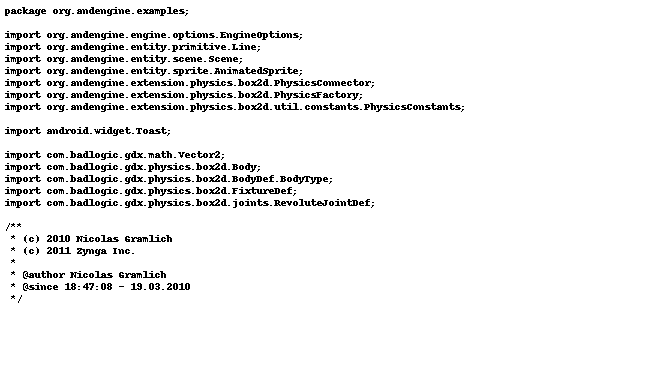 package org.andengine.examples;

import org.andengine.engine.options.EngineOptions;
import org.andengine.entity.primitive.Line;
import org.andengine.entity.scene.Scene;
import org.andengine.entity.sprite.AnimatedSprite;
import org.andengine.extension.physics.box2d.PhysicsConnector;
import org.andengine.extension.physics.box2d.PhysicsFactory;
import org.andengine.extension.physics.box2d.util.constants.PhysicsConstants;

import android.widget.Toast;

import com.badlogic.gdx.math.Vector2;
import com.badlogic.gdx.physics.box2d.Body;
import com.badlogic.gdx.physics.box2d.BodyDef.BodyType;
import com.badlogic.gdx.physics.box2d.FixtureDef;
import com.badlogic.gdx.physics.box2d.joints.RevoluteJointDef;

/**
 * (c) 2010 Nicolas Gramlich
 * (c) 2011 Zynga Inc.
 *
 * @author Nicolas Gramlich
 * @since 18:47:08 - 19.03.2010
 */